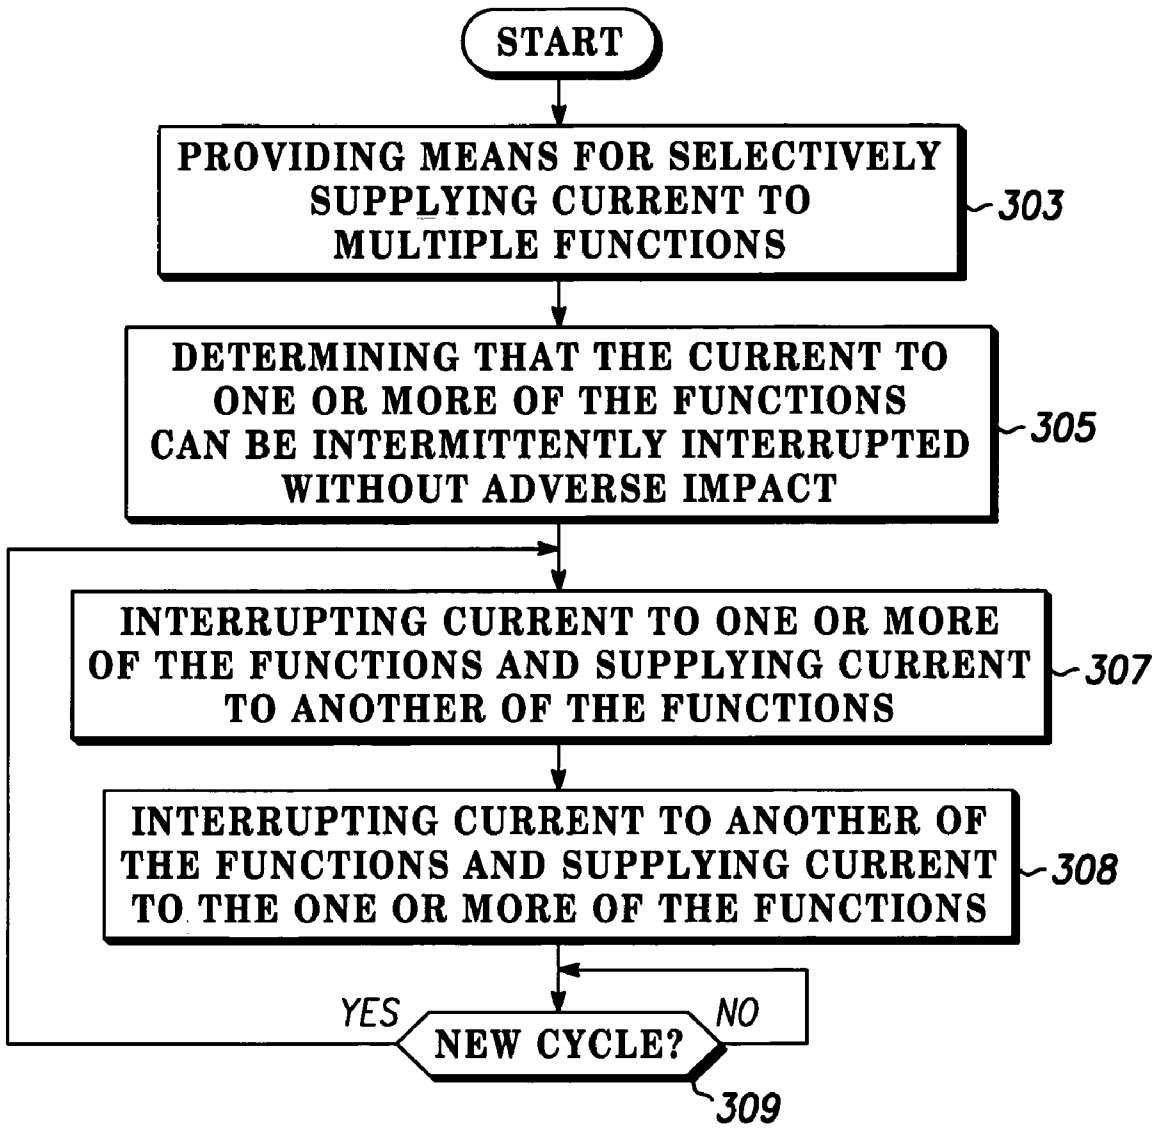 START
PROVIDING MEANS FOR SELECTIVELY
SUPPLYING CURRENT TO
MULTIPLE FUNCTIONS
303
DETERMINING THAT THE CURRENT TO
ONE OR MORE OF THE FUNCTIONS
CAN BE INTERMITTENTLY INTERRUPTED
WITHOUT ADVERSE IMPACT
305
INTERRUPTING CURRENT TO ONE OR MORE
OF THE FUNCTIONS AND SUPPLYING CURRENT
TO ANOTHER OF THE FUNCTIONS
307
INTERRUPTING CURRENT TO ANOTHER OF
THE FUNCTIONS AND SUPPLYING CURRENT
TO THE ONE OR MORE OF THE FUNCTIONS
308
YES
NO
NEW CYCLE?
309